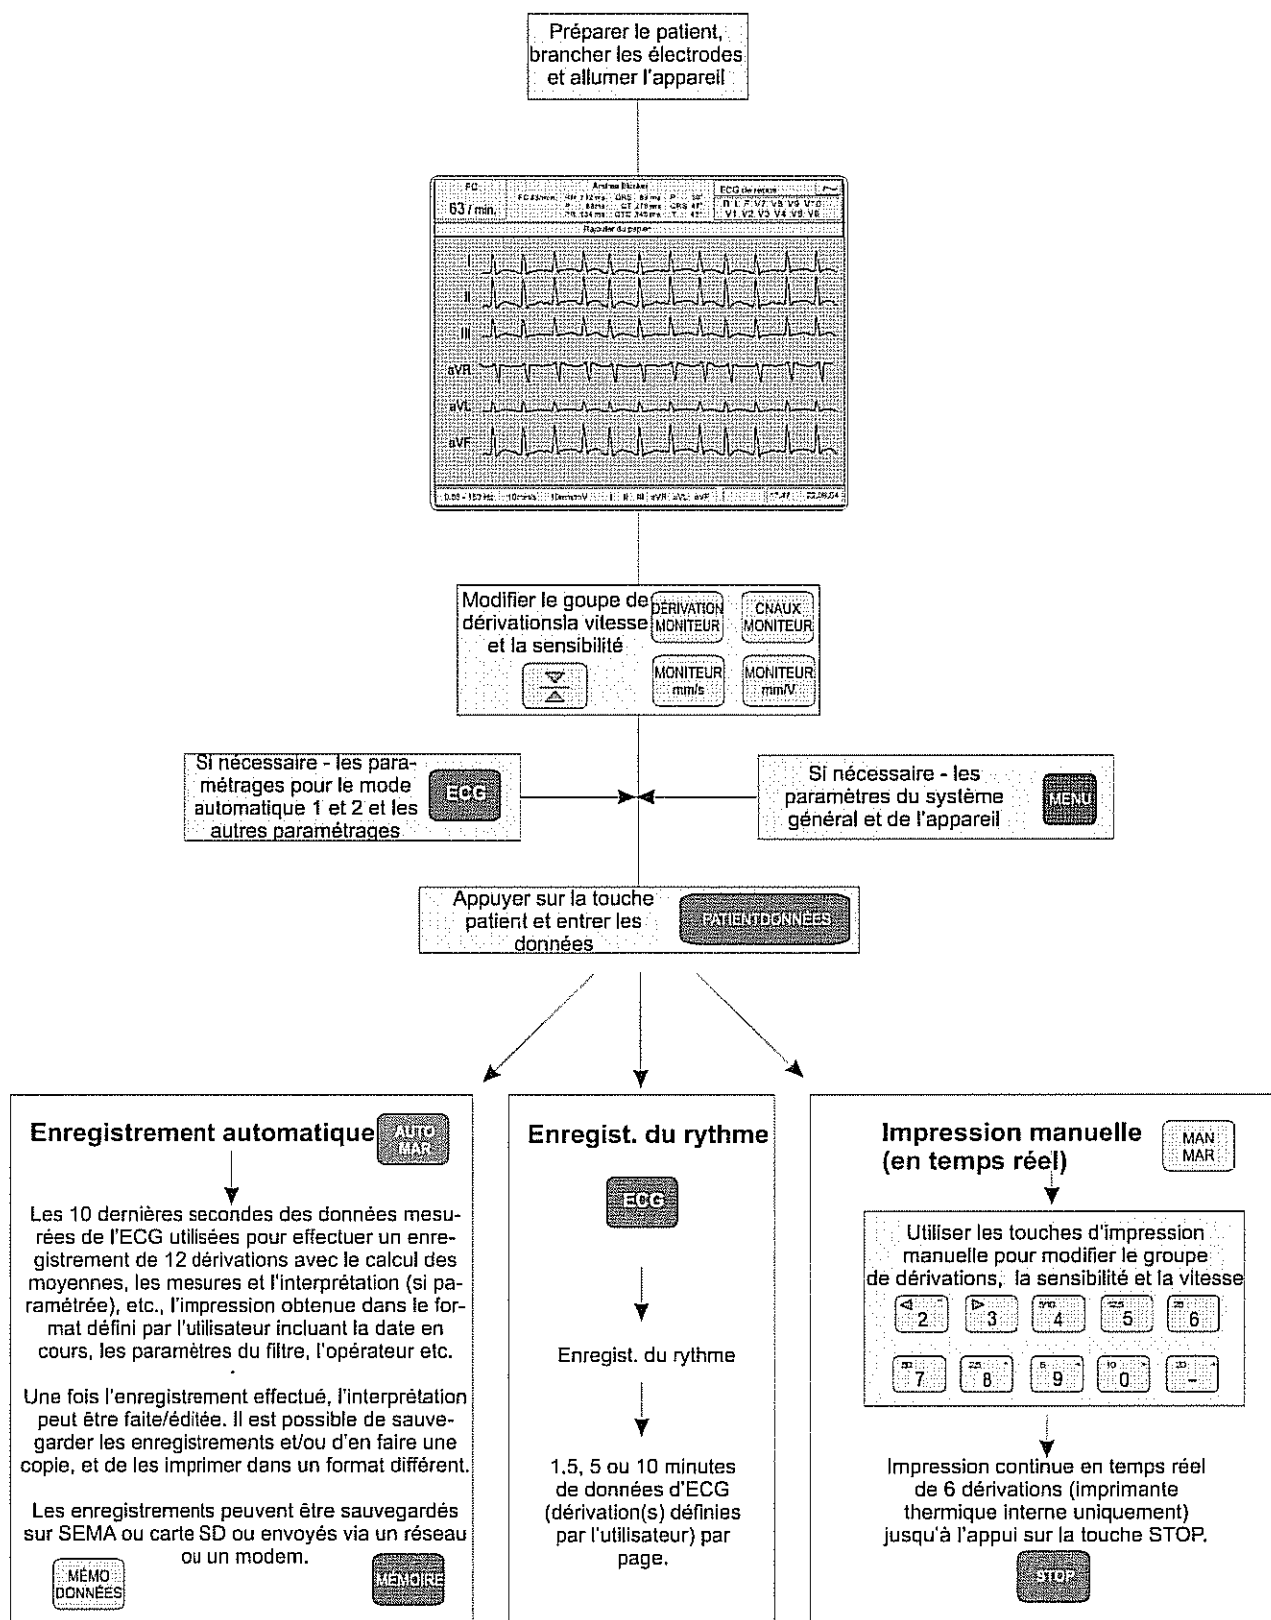 Préparer le patient,
brancher les électrodes
et allumer l'appareil
FC
63 / min.
ECG de repos
Rajouter du papier
I
II
III
aVR
aVL
aVF
10mm/s 10mm/mV I II III aVR aVL aVF
Modifier le goupe de
dérivationsla vitesse
et la sensibilité
DÉRIVATION
MONITEUR
CNAUX
MONITEUR
MONITEUR
mm/s
MONITEUR
mm/V
Si nécessaire - les para-
métrages pour le mode
automatique 1 et 2 et les
autres paramétrages
ECG
Si nécessaire - les
paramètres du système
général et de l'appareil
MENU
Appuyer sur la touche
patient et entrer les
données
PATIENTDONNÉES
Enregistrement automatique
AUTO
MAR
Les 10 dernières secondes des données mesu-
rées de l'ECG utilisées pour effectuer un enre-
gistrement de 12 dérivations avec le calcul des
moyennes, les mesures et l'interprétation (si pa-
ramétrée), etc., l'impression obtenue dans le for-
mat défini par l'utilisateur incluant la date en
cours, les paramètres du filtre, l'opérateur etc.
Une fois l'enregistrement effectué, l'interprétation
peut être faite/éditée. Il est possible de sauve-
garder les enregistrements et/ou d'en faire une
copie, et de les imprimer dans un format différent.
Les enregistrements peuvent être sauvegardés
sur SEMA ou carte SD ou envoyés via un réseau
ou un modem.
MÉMO
DONNÉES
MÉMOIRE
Enregist. du rythme
ECG
Enregist. du rythme
1,5, 5 ou 10 minutes
de données d'ECG
(dérivation(s) définies
par l'utilisateur) par
page.
Impression manuelle
(en temps réel)
MAN
MAR
Utiliser les touches d'impression
manuelle pour modifier le groupe
de dérivations, la sensibilité et la vitesse
2 3 4 5 6
7 8 9 0 -
Impression continue en temps réel
de 6 dérivations (imprimante
thermique interne uniquement)
jusqu'à l'appui sur la touche STOP.
STOP